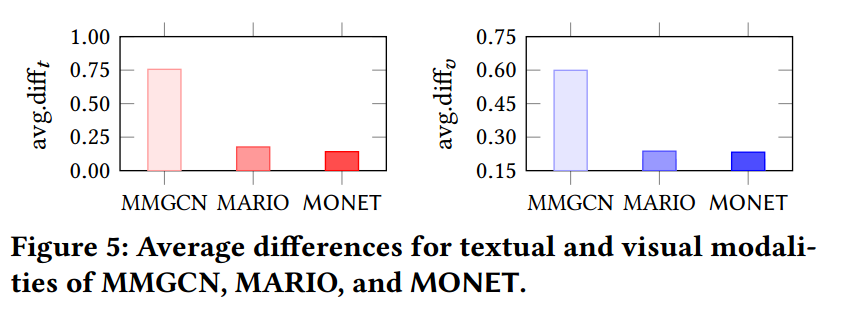 1.00
0.75
0.50
0.25
0.00
avg.diff_t
MMGCN MARIO MONET
0.75
0.60
0.45
0.30
0.15
avg.diff_v
MMGCN MARIO MONET
Figure 5: Average differences for textual and visual modali-
ties of MMGCN, MARIO, and MONET.